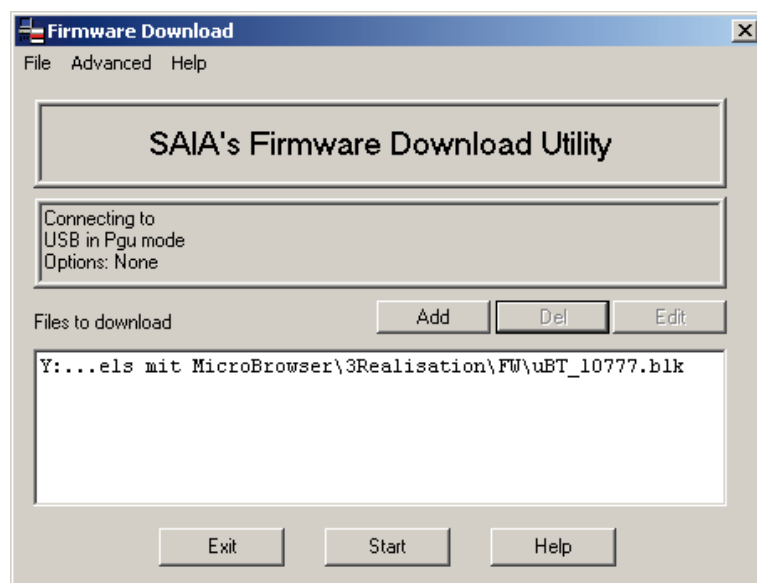 Firmware Download
File Advanced Help
SAIA's Firmware Download Utility
Connecting to
USB in Pgu mode
Options: None
Files to download Add Del Edit
Y:...els mit MicroBrowser\3Realisation\FW\uBT_10777.blk
Exit Start Help